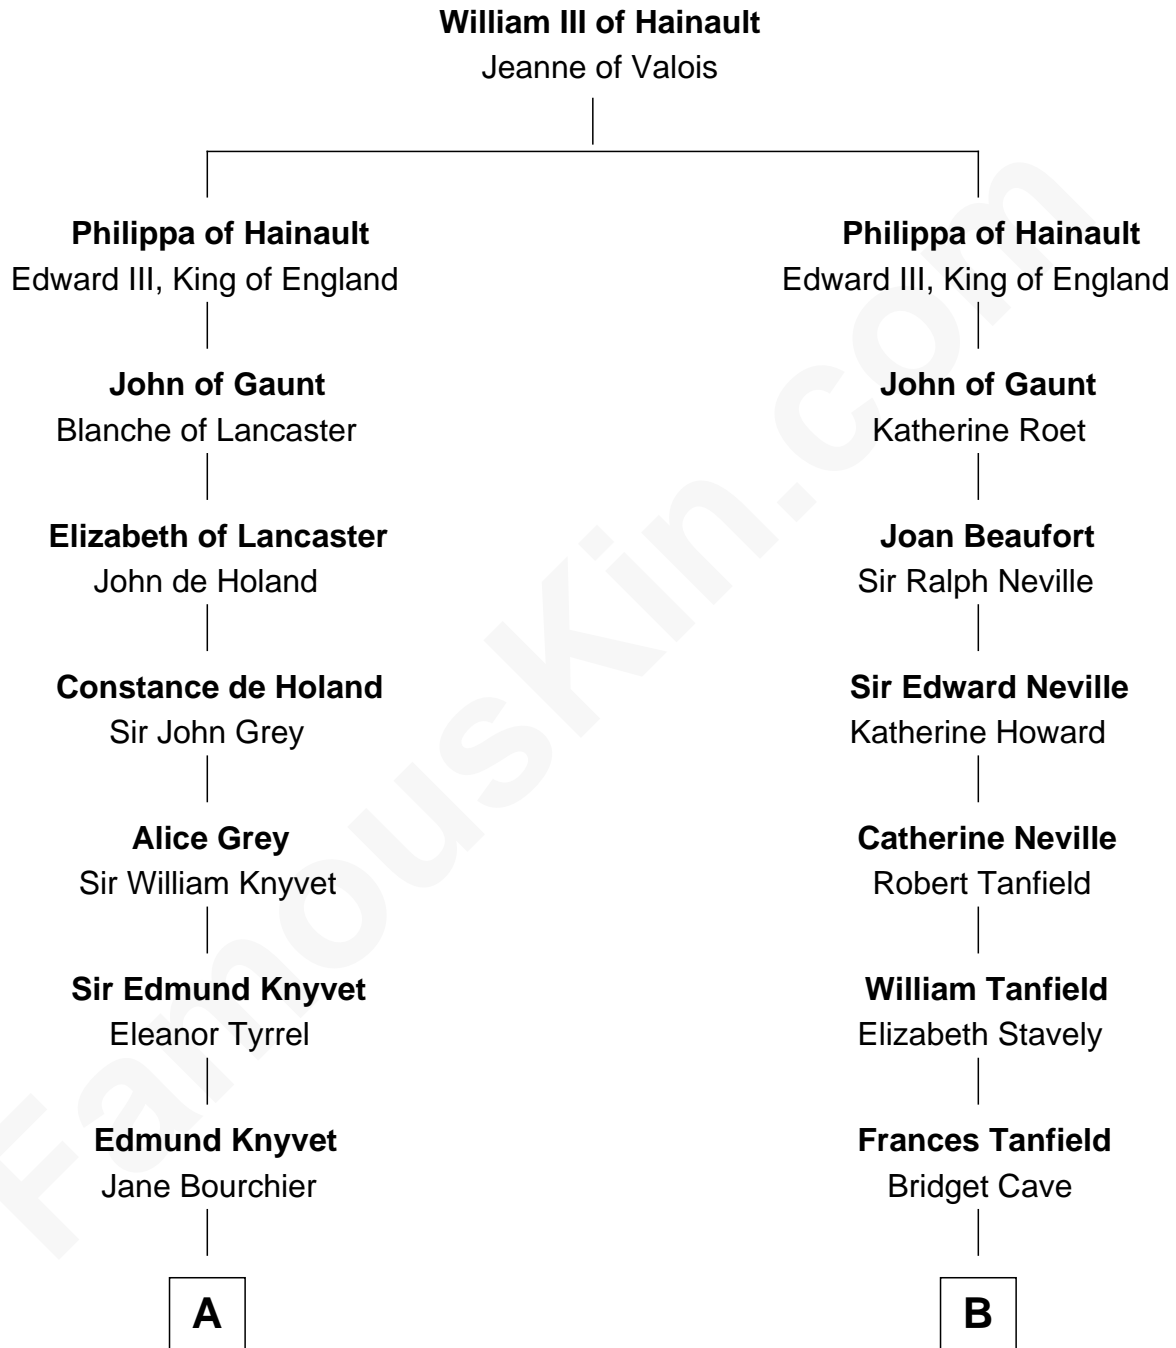 William III of Hainault
Jeanne of Valois
Philippa of Hainault
Edward III, King of England
John of Gaunt
Blanche of Lancaster
Elizabeth of Lancaster
John de Holand
Constance de Holand
Sir John Grey
Alice Grey
Sir William Knyvet
Sir Edmund Knyvet
Eleanor Tyrrel
Edmund Knyvet
Jane Bourchier
A
Philippa of Hainault
Edward III, King of England
John of Gaunt
Katherine Roet
Joan Beaufort
Sir Ralph Neville
Sir Edward Neville
Katherine Howard
Catherine Neville
Robert Tanfield
William Tanfield
Elizabeth Stavely
Frances Tanfield
Bridget Cave
B
FamousKin.com